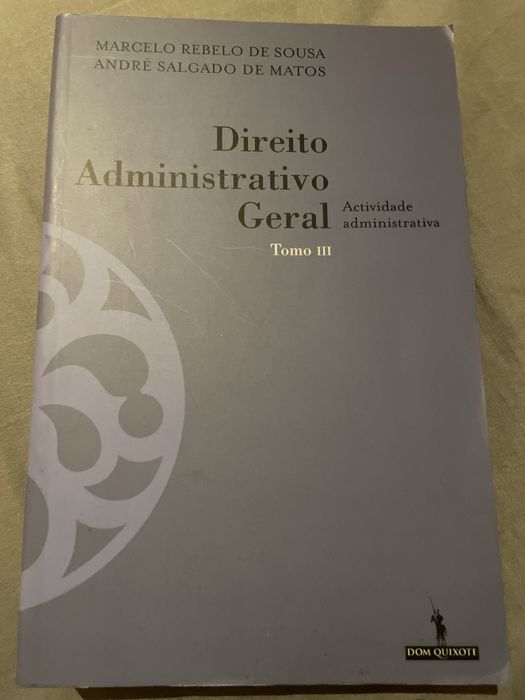 MARCELO REBELO DE SOUSA
ANDRÉ SALGADO DE MATOS
Direito
Administrativo
Geral
Actividade
administrativa
Tomo III
DOM QUIXOTE